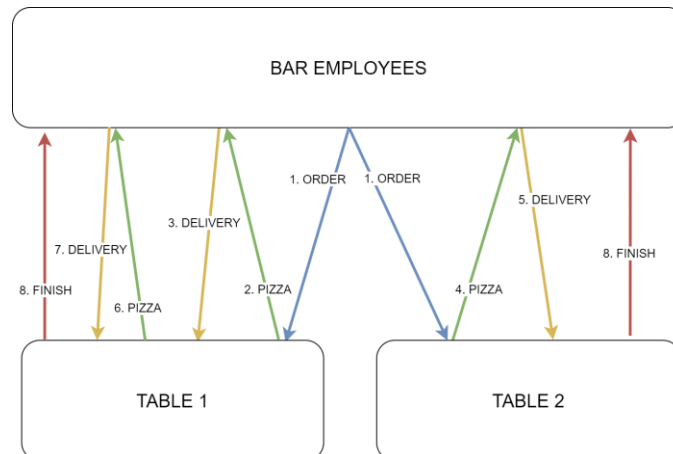 BAR EMPLOYEES
1. ORDER
1. ORDER
5. DELIVERY
3. DELIVERY
7. DELIVERY
8. FINISH
8. FINISH
2. PIZZA
4. PIZZA
6. PIZZA
TABLE 1
TABLE 2